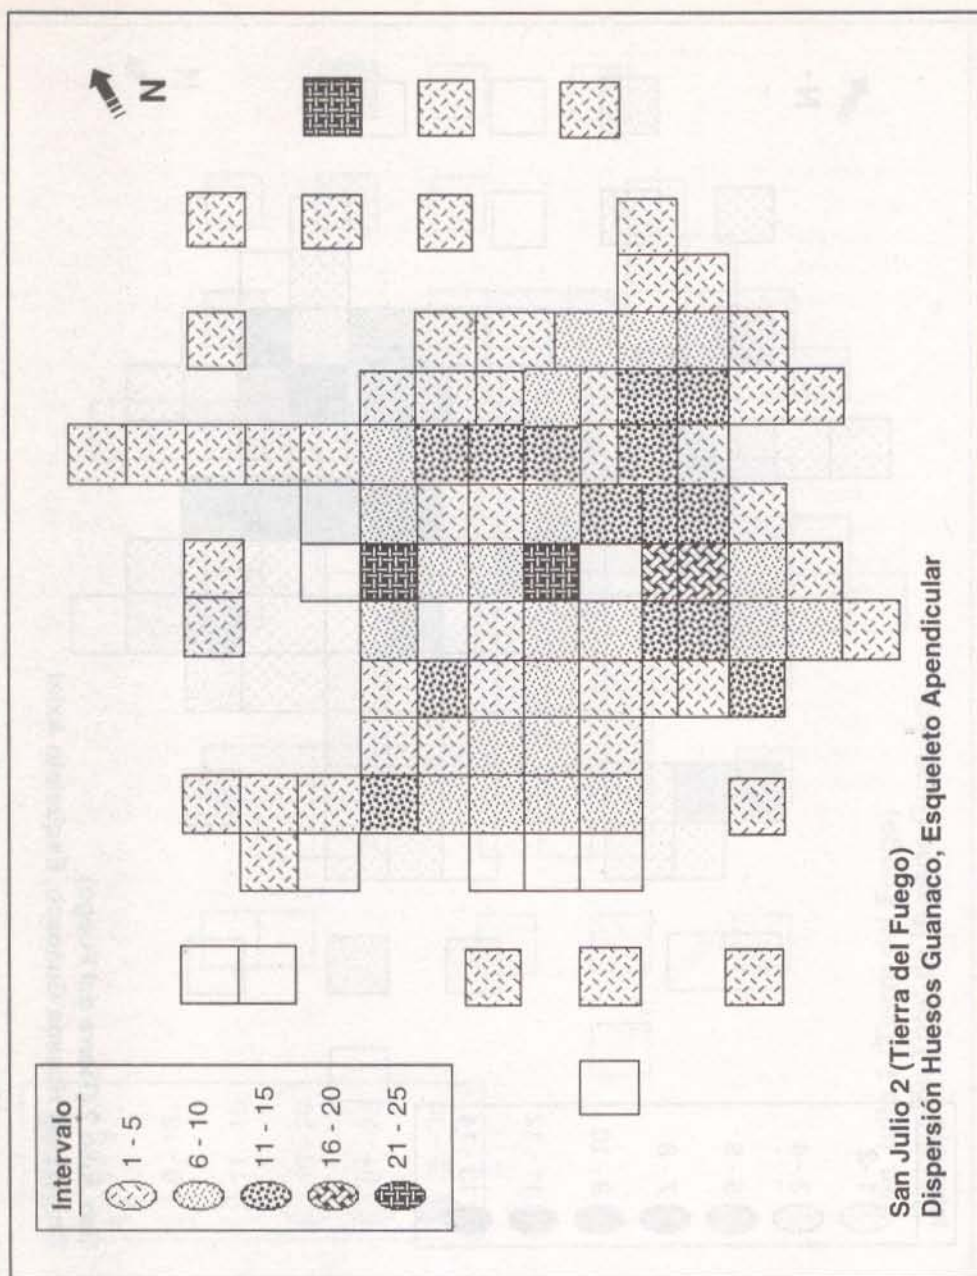 N
Intervalo
1 - 5
6 - 10
11 - 15
16 - 20
21 - 25
San Julio 2 (Tierra del Fuego)
Dispersión Huesos Guanaco, Esqueleto Apendicular